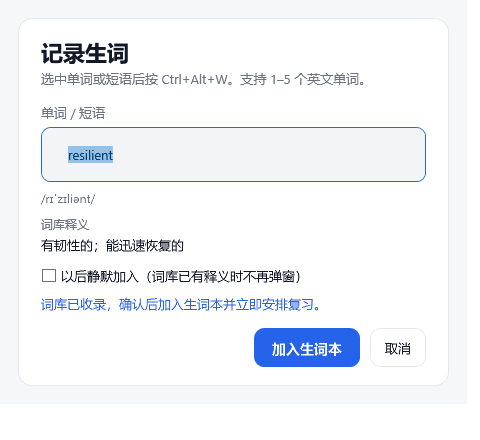 记录生词
选中单词或短语后按 Ctrl+Alt+W。支持 1–5 个英文单词。
单词 / 短语
resilient
/rɪˈzɪliənt/
词库释义
有韧性的；能迅速恢复的
以后静默加入（词库已有释义时不再弹窗）
词库已收录，确认后加入生词本并立即安排复习。
加入生词本 取消